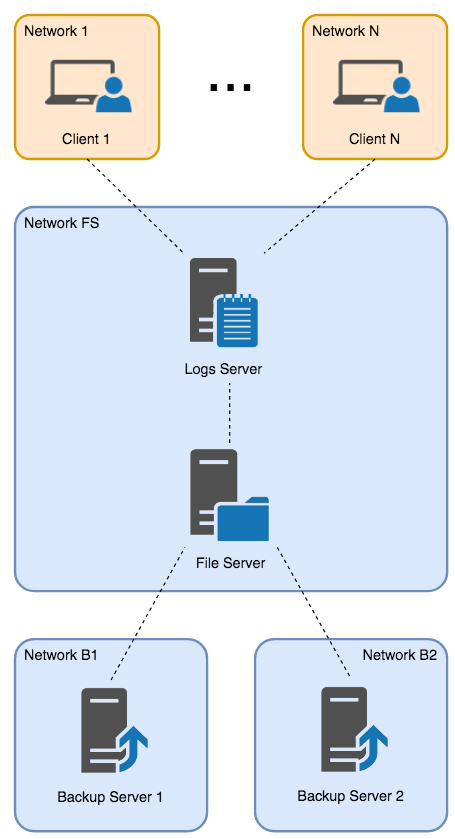 Network 1
Network N
Client 1
...
Client N
Network FS
Logs Server
File Server
Network B1
Network B2
Backup Server 1
Backup Server 2